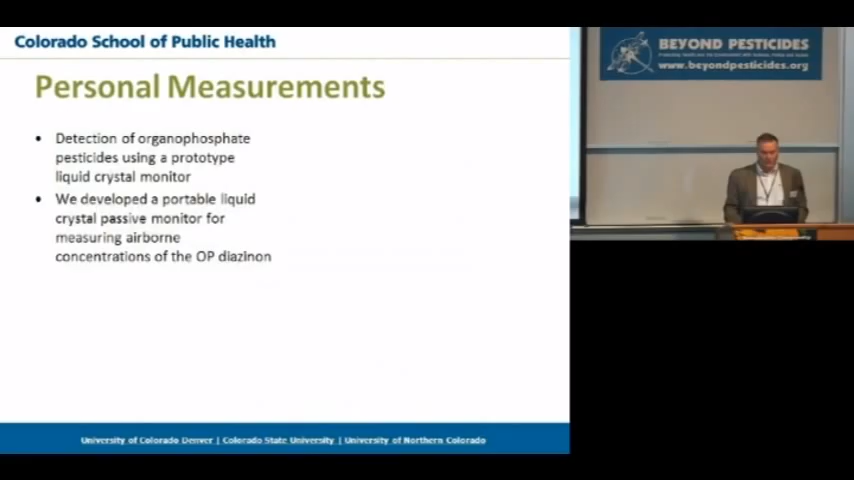 Colorado School of Public Health
Personal Measurements
• Detection of organophosphate
pesticides using a prototype
liquid crystal monitor
• We developed a portable liquid
crystal passive monitor for
measuring airborne
concentrations of the OP diazinon
University of Colorado Denver | Colorado State University | University of Northern Colorado
BEYOND PESTICIDES
www.beyondpesticides.org